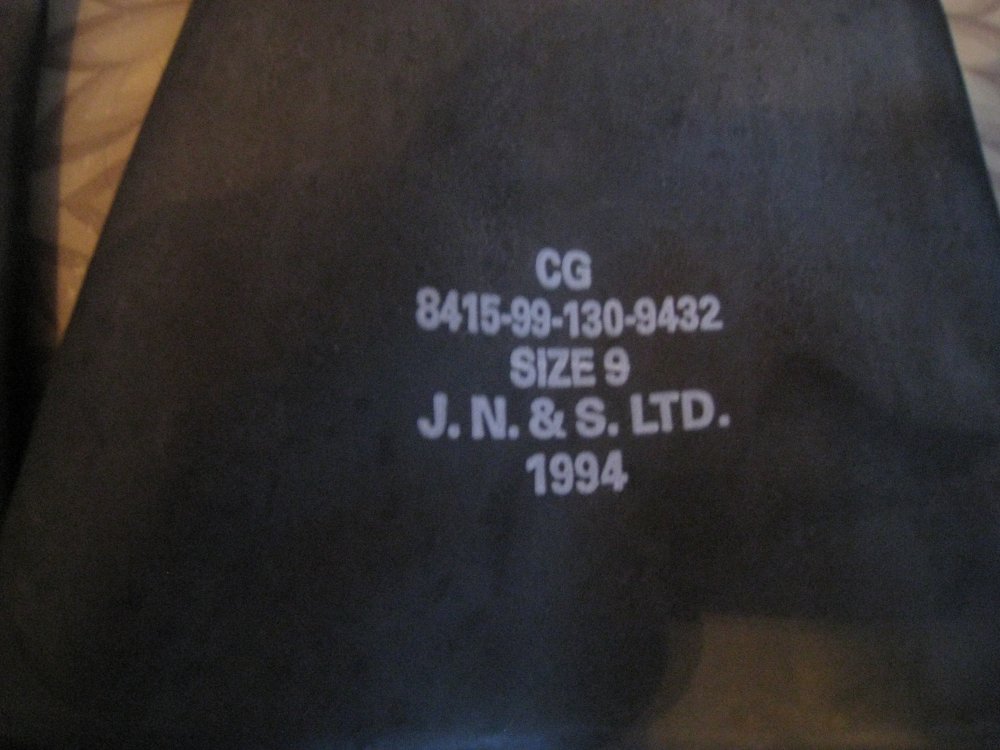 CG
8415-99-130-9432
SIZE 9
J. N. & S. LTD.
1994